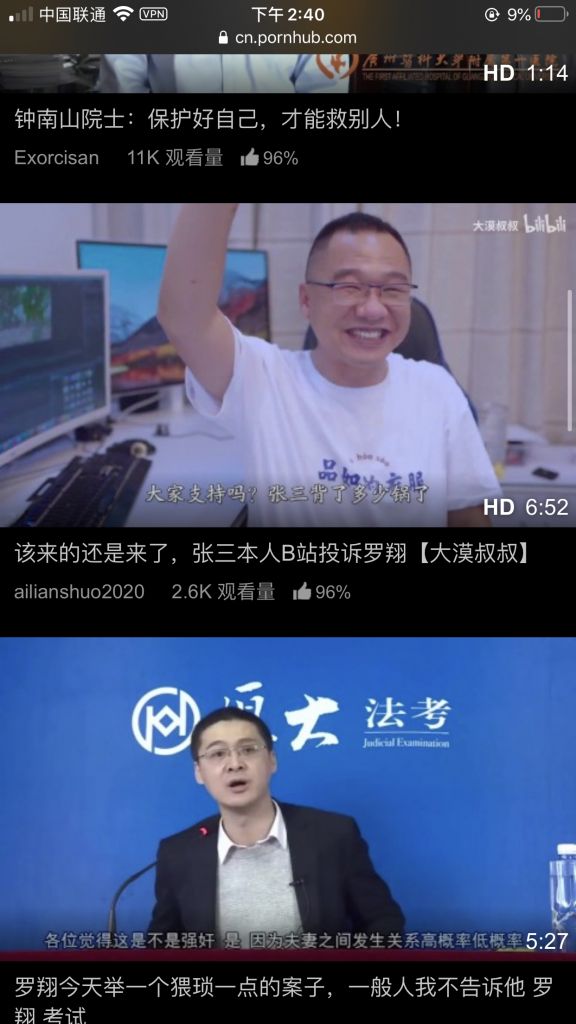 中国联通 VPN 下午2:40 9%
cn.pornhub.com
THE FIRST AFFILIATED HOSPITAL OF GUANG
HD 1:14
钟南山院士：保护好自己，才能救别人！
Exorcisan 11K 观看量 96%
大漠叔叔 bilibili
大家支持吗？张三背了多少锅了
HD 6:52
该来的还是来了，张三本人B站投诉罗翔【大漠叔叔】
ailianshuo2020 2.6K 观看量 96%
大 法考
Judicial Examination
各位觉得这是不是强奸 是 因为夫妻之间发生关系高概率低概率
5:27
罗翔今天举一个猥琐一点的案子，一般人我不告诉他 罗
翔 考试